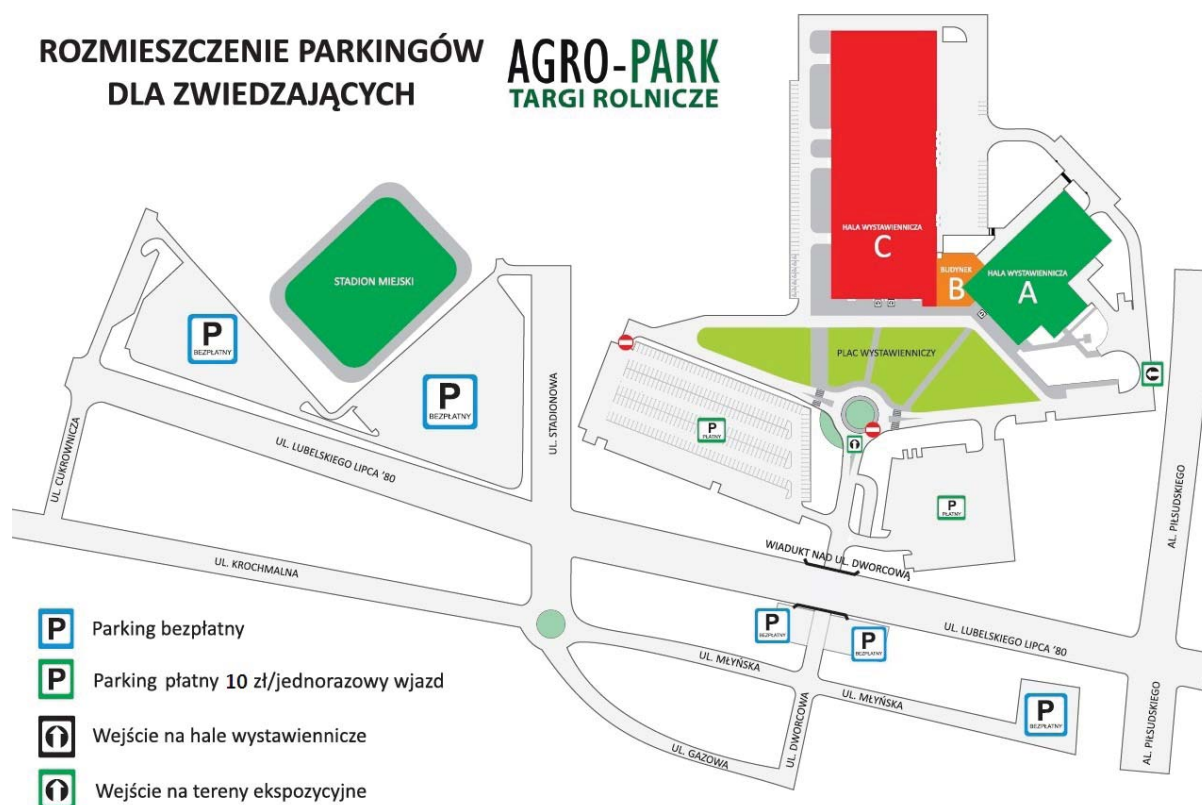 ROZMIESZCZENIE PARKINGÓW
DLA ZWIEDZAJĄCYCH
AGRO-PARK
TARGI ROLNICZE
HALA WYSTAWIENNICZA
C
BUDYNEK
B
HALA WYSTAWIENNICZA
A
STADION MIEJSKI
PLAC WYSTAWIENNICZY
P
BEZPŁATNY
P
BEZPŁATNY
P
PŁATNY
P
PŁATNY
UL. CUKROWNICZA
UL. LUBELSKIEGO LIPCA '80
UL. STADIONOWA
AL. PIŁSUDSKIEGO
UL. KROCHMALNA
WIADUKT NAD UL. DWORCOWĄ
P
BEZPŁATNY
P
BEZPŁATNY
UL. LUBELSKIEGO LIPCA '80
UL. MŁYŃSKA
UL. MŁYŃSKA
P
BEZPŁATNY
AL. PIŁSUDSKIEGO
UL. DWORCOWA
UL. GAZOWA
P Parking bezpłatny
P Parking płatny 10 zł/jednorazowy wjazd
Wejście na hale wystawiennicze
Wejście na tereny ekspozycyjne